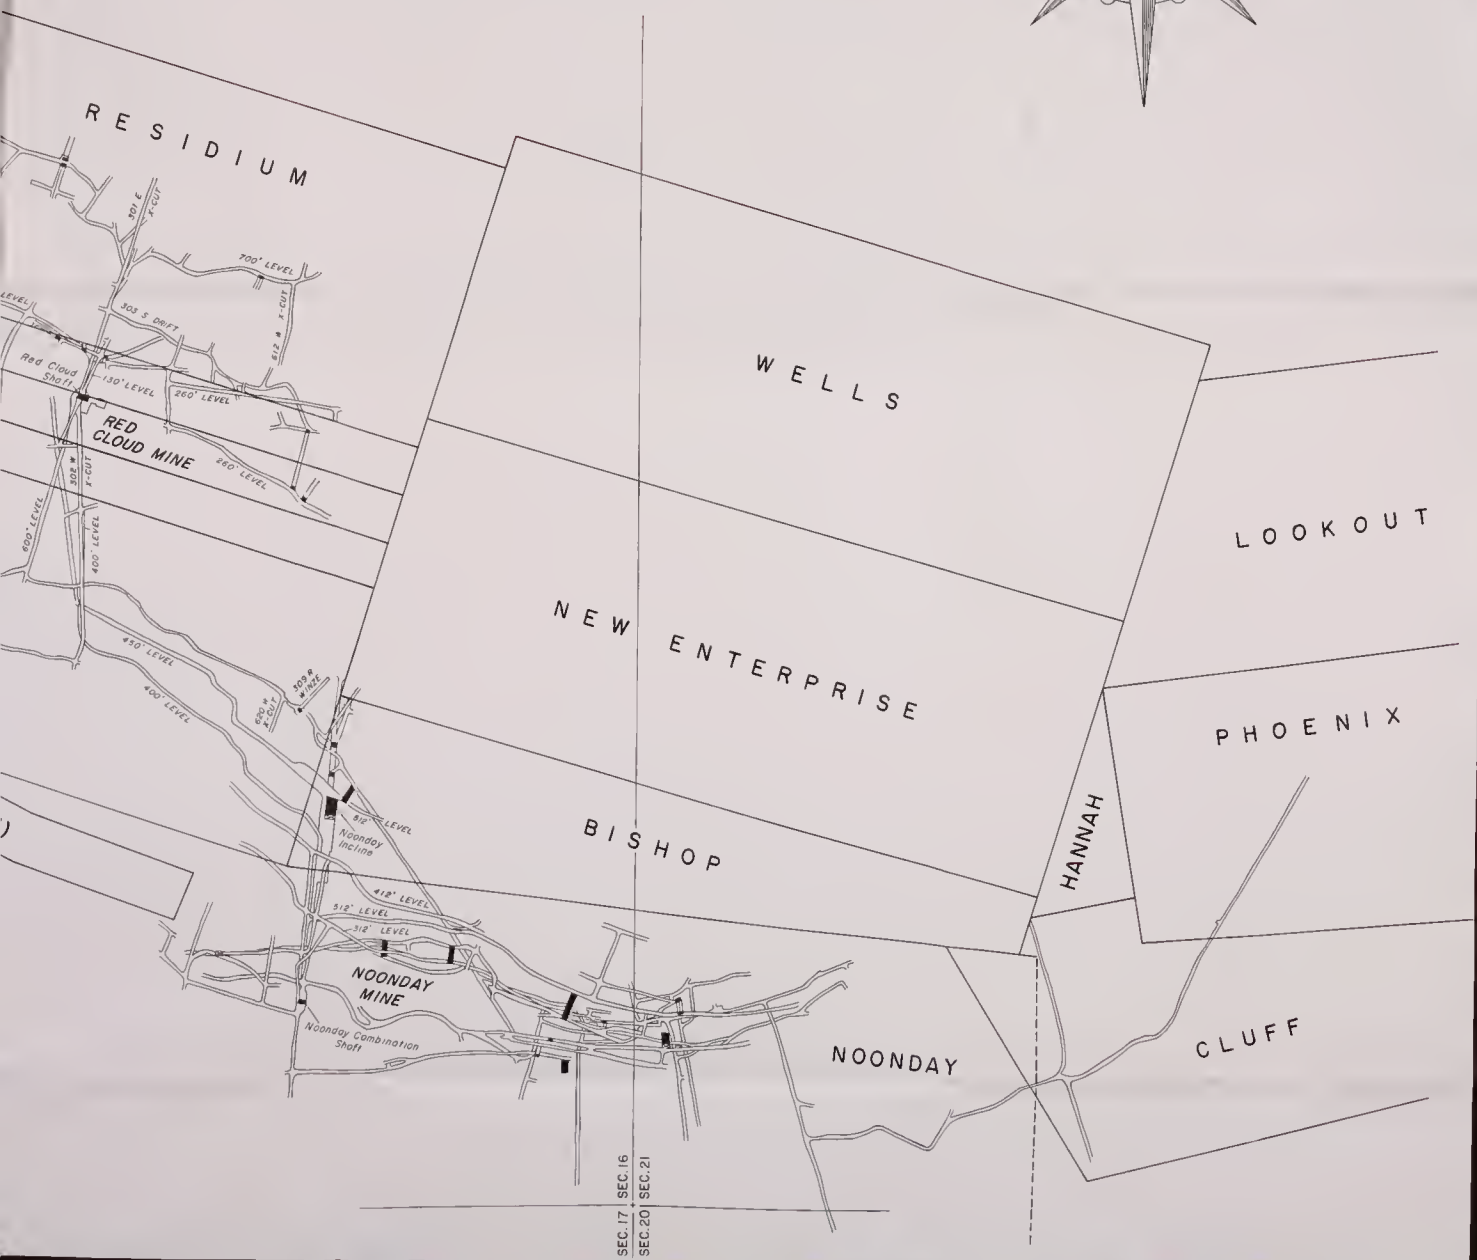 RESIDIUM
301 E
X-CUT
700' LEVEL
LEVEL
303 S DRIFT
612 W X-CUT
Red Cloud
Shaft
130' LEVEL
260' LEVEL
RED
CLOUD MINE
260' LEVEL
302 W
X-CUT
600' LEVEL
400' LEVEL
WELLS
LOOKOUT
NEW ENTERPRISE
450' LEVEL
400' LEVEL
309 R
WINZE
620 W
X-CUT
PHOENIX
HANNAH
)
612' LEVEL
Noonday
Incline
BISHOP
412' LEVEL
512' LEVEL
312' LEVEL
NOONDAY
MINE
Noonday Combination
Shaft
NOONDAY
CLUFF
SEC.17 SEC.16
SEC.20 SEC.21